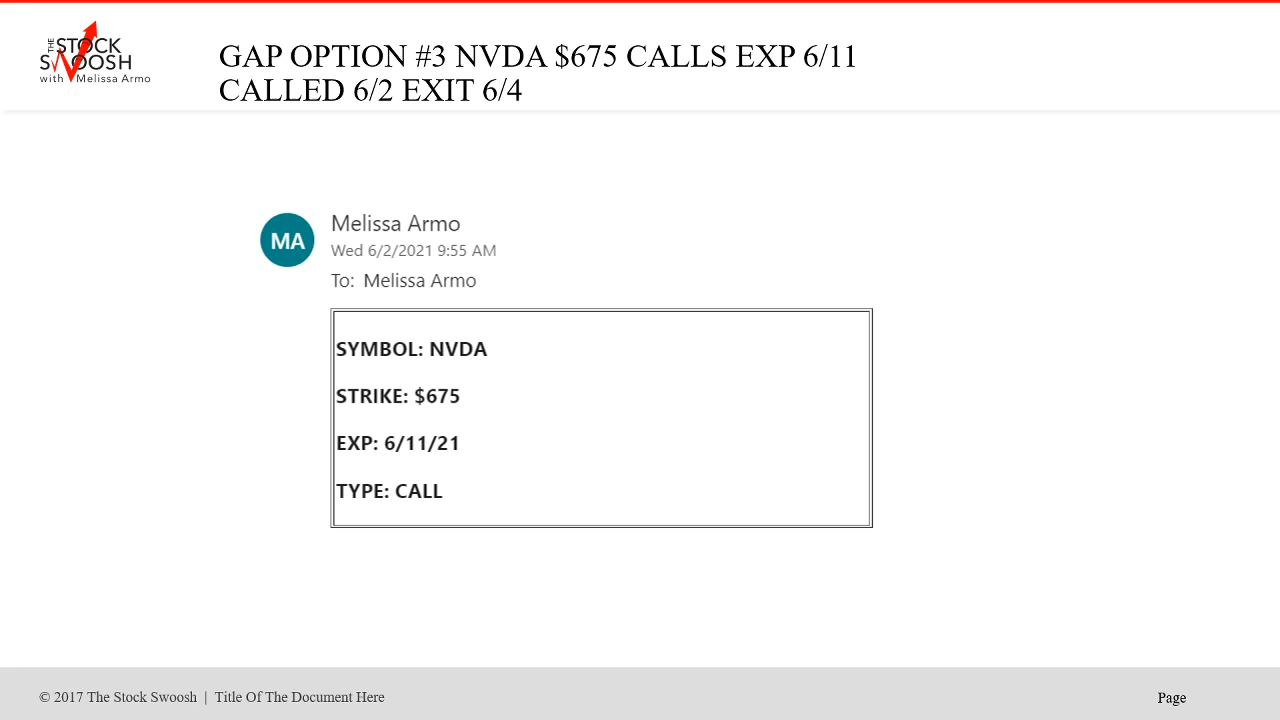 THE
STOCK
SWOOSH
with Melissa Armo
GAP OPTION #3 NVDA $675 CALLS EXP 6/11
CALLED 6/2 EXIT 6/4
MA
Melissa Armo
Wed 6/2/2021 9:55 AM
To: Melissa Armo
SYMBOL: NVDA
STRIKE: $675
EXP: 6/11/21
TYPE: CALL
© 2017 The Stock Swoosh | Title Of The Document Here
Page